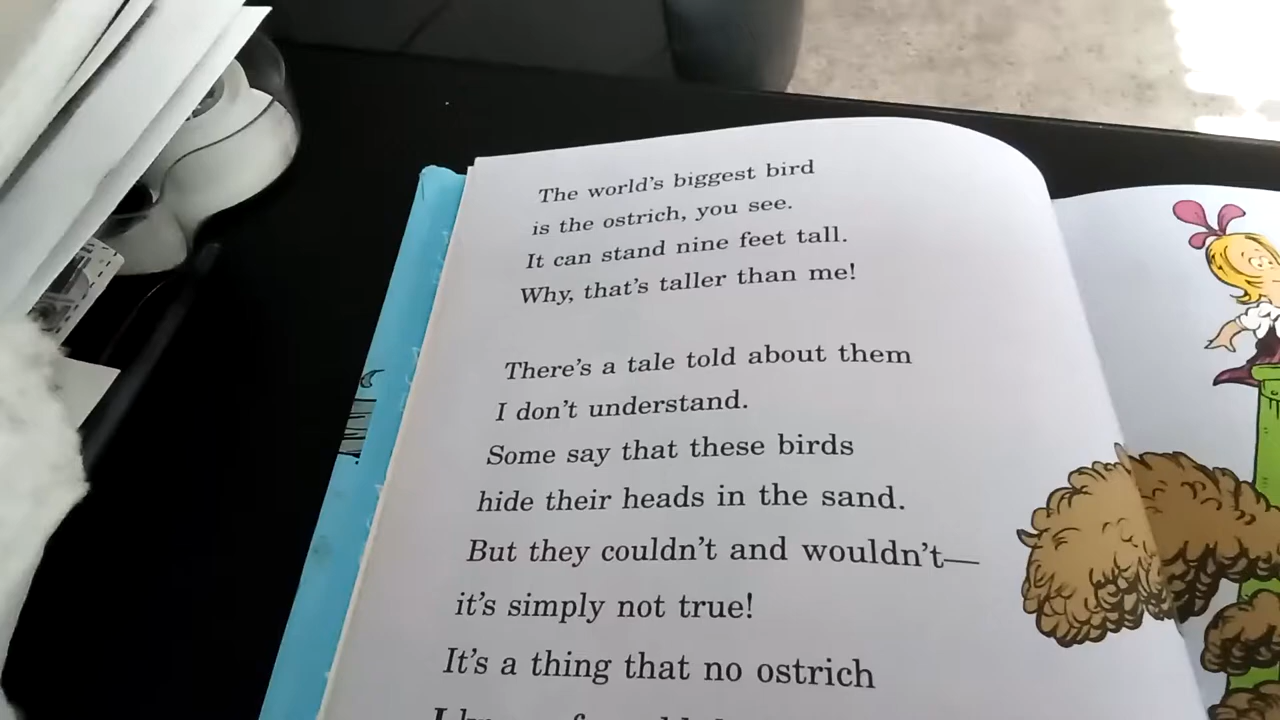 The world's biggest bird
is the ostrich, you see.
It can stand nine feet tall.
Why, that's taller than me!
There's a tale told about them
I don't understand.
Some say that these birds
hide their heads in the sand.
But they couldn't and wouldn't—
it's simply not true!
It's a thing that no ostrich
I